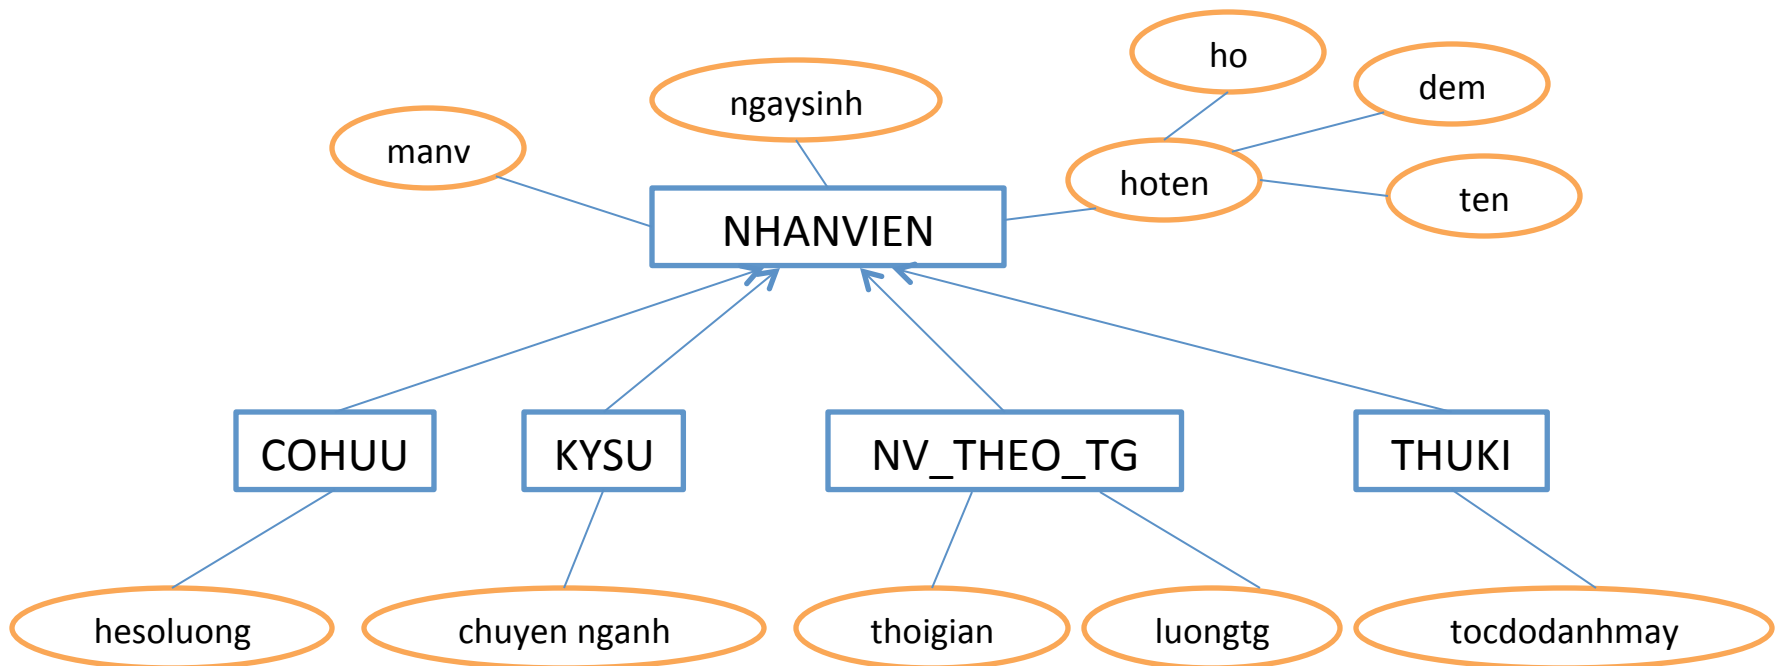 ho
dem
ngaysinh
manv
hoten
ten
NHANVIEN
COHUU
KYSU
NV_THEO_TG
THUKI
hesoluong
chuyen nganh
thoigian
luongtg
tocdodanhmay